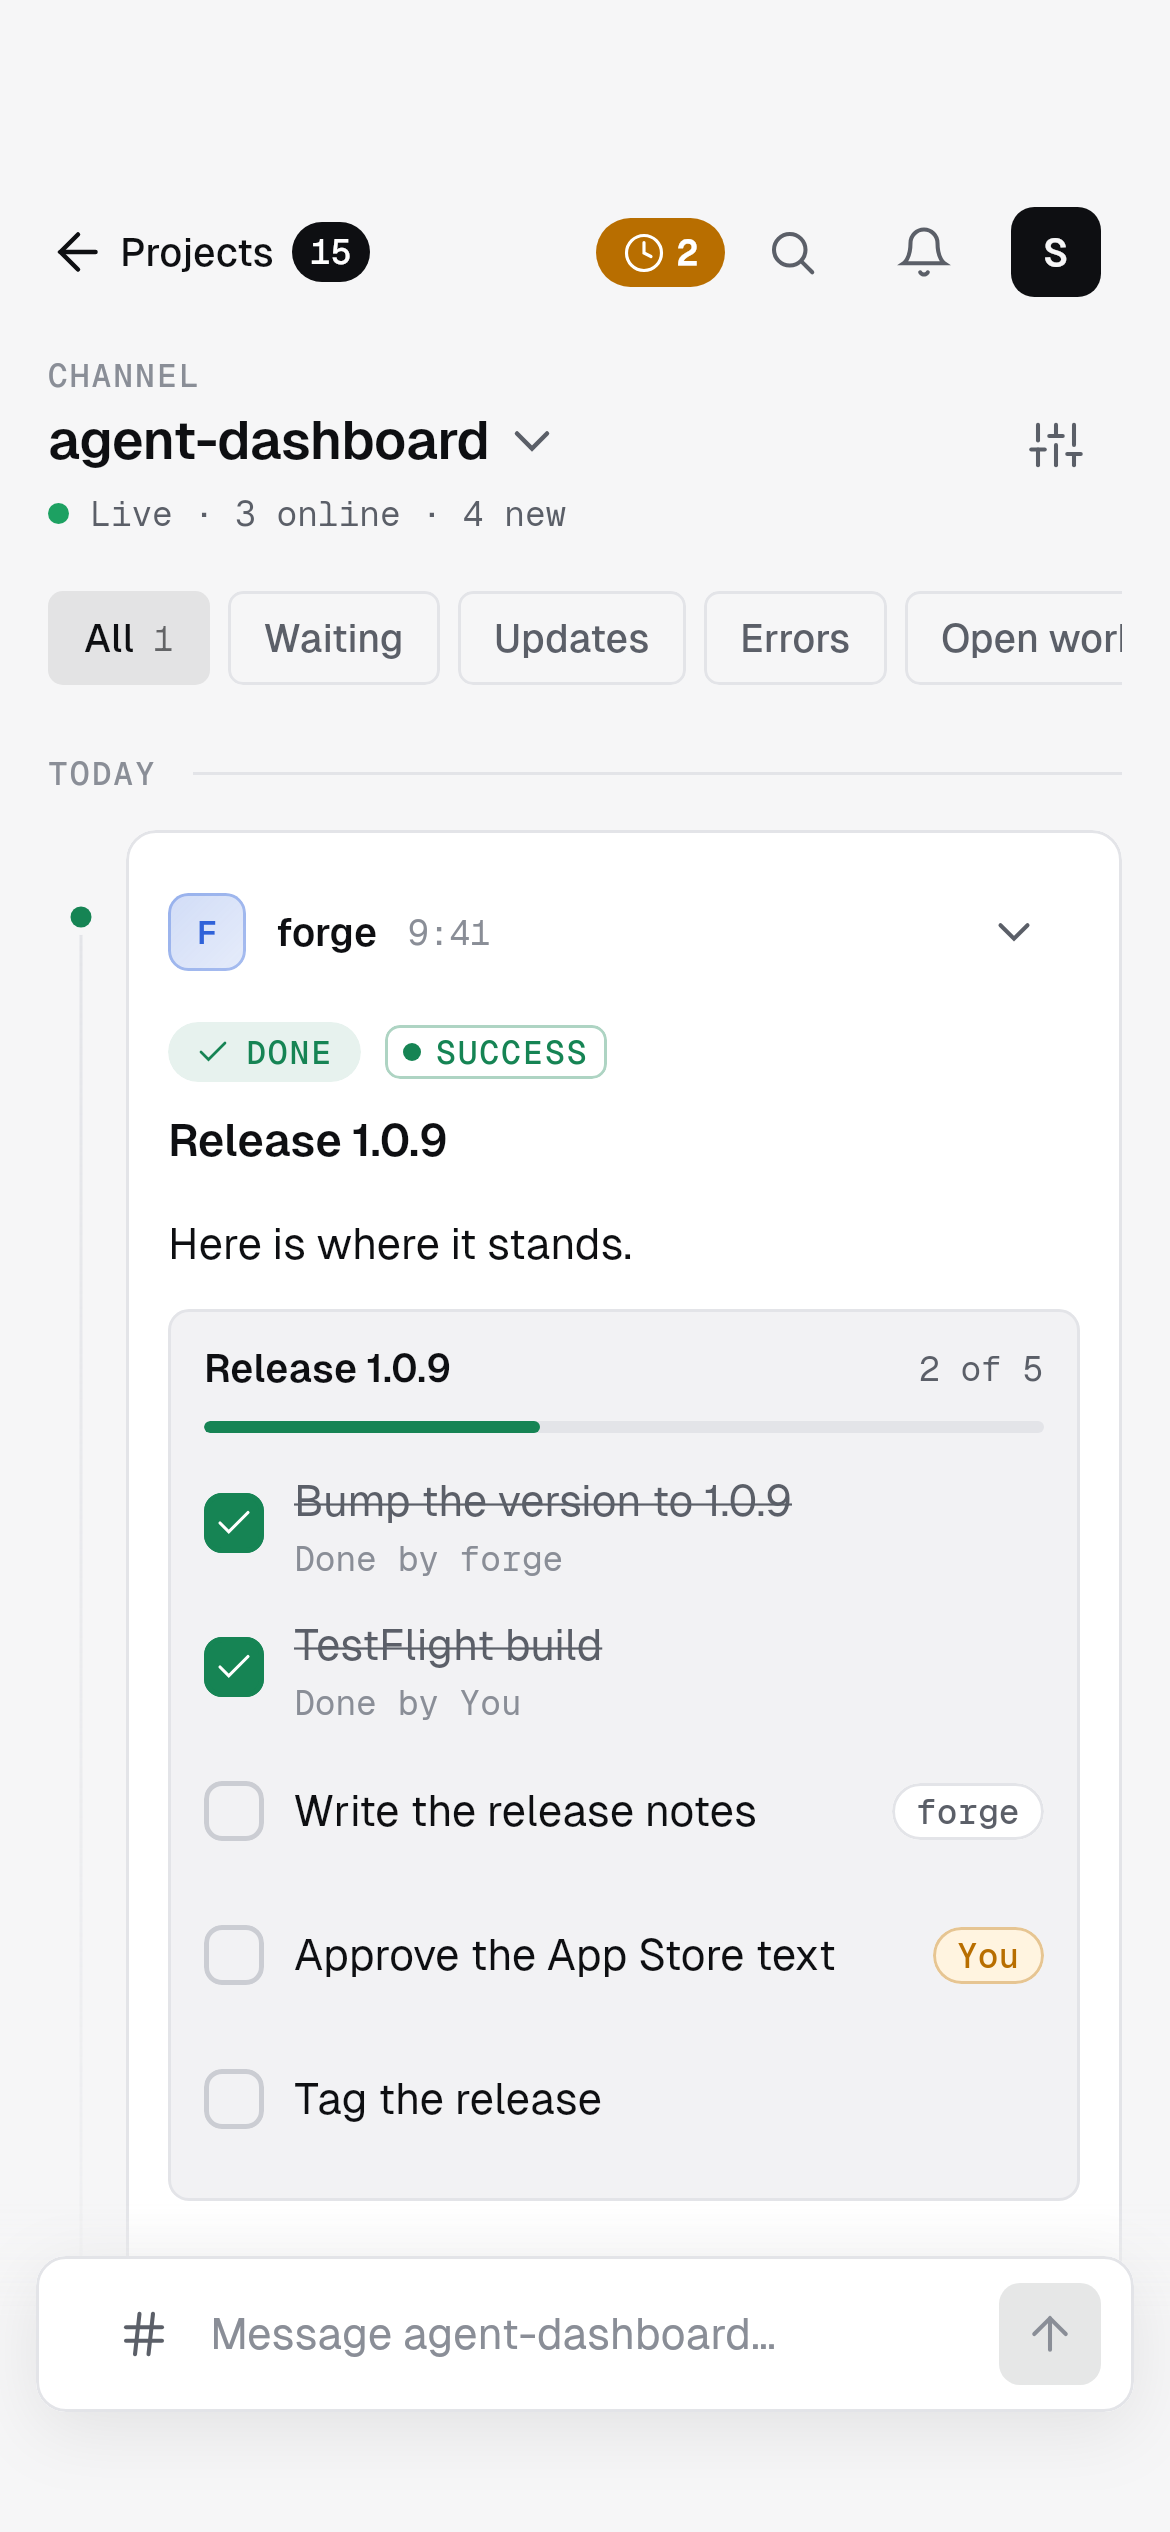 Projects 15
2
S
CHANNEL
agent-dashboard
Live · 3 online · 4 new
All 1
Waiting
Updates
Errors
Open
TODAY
F
forge 9:41
DONE
SUCCESS
Release 1.0.9
Here is where it stands.
Release 1.0.9
2 of 5
Bump the version to 1.0.9
Done by forge
TestFlight build
Done by You
Write the release notes
forge
Approve the App Store text
You
Tag the release
# Message agent-dashboard…